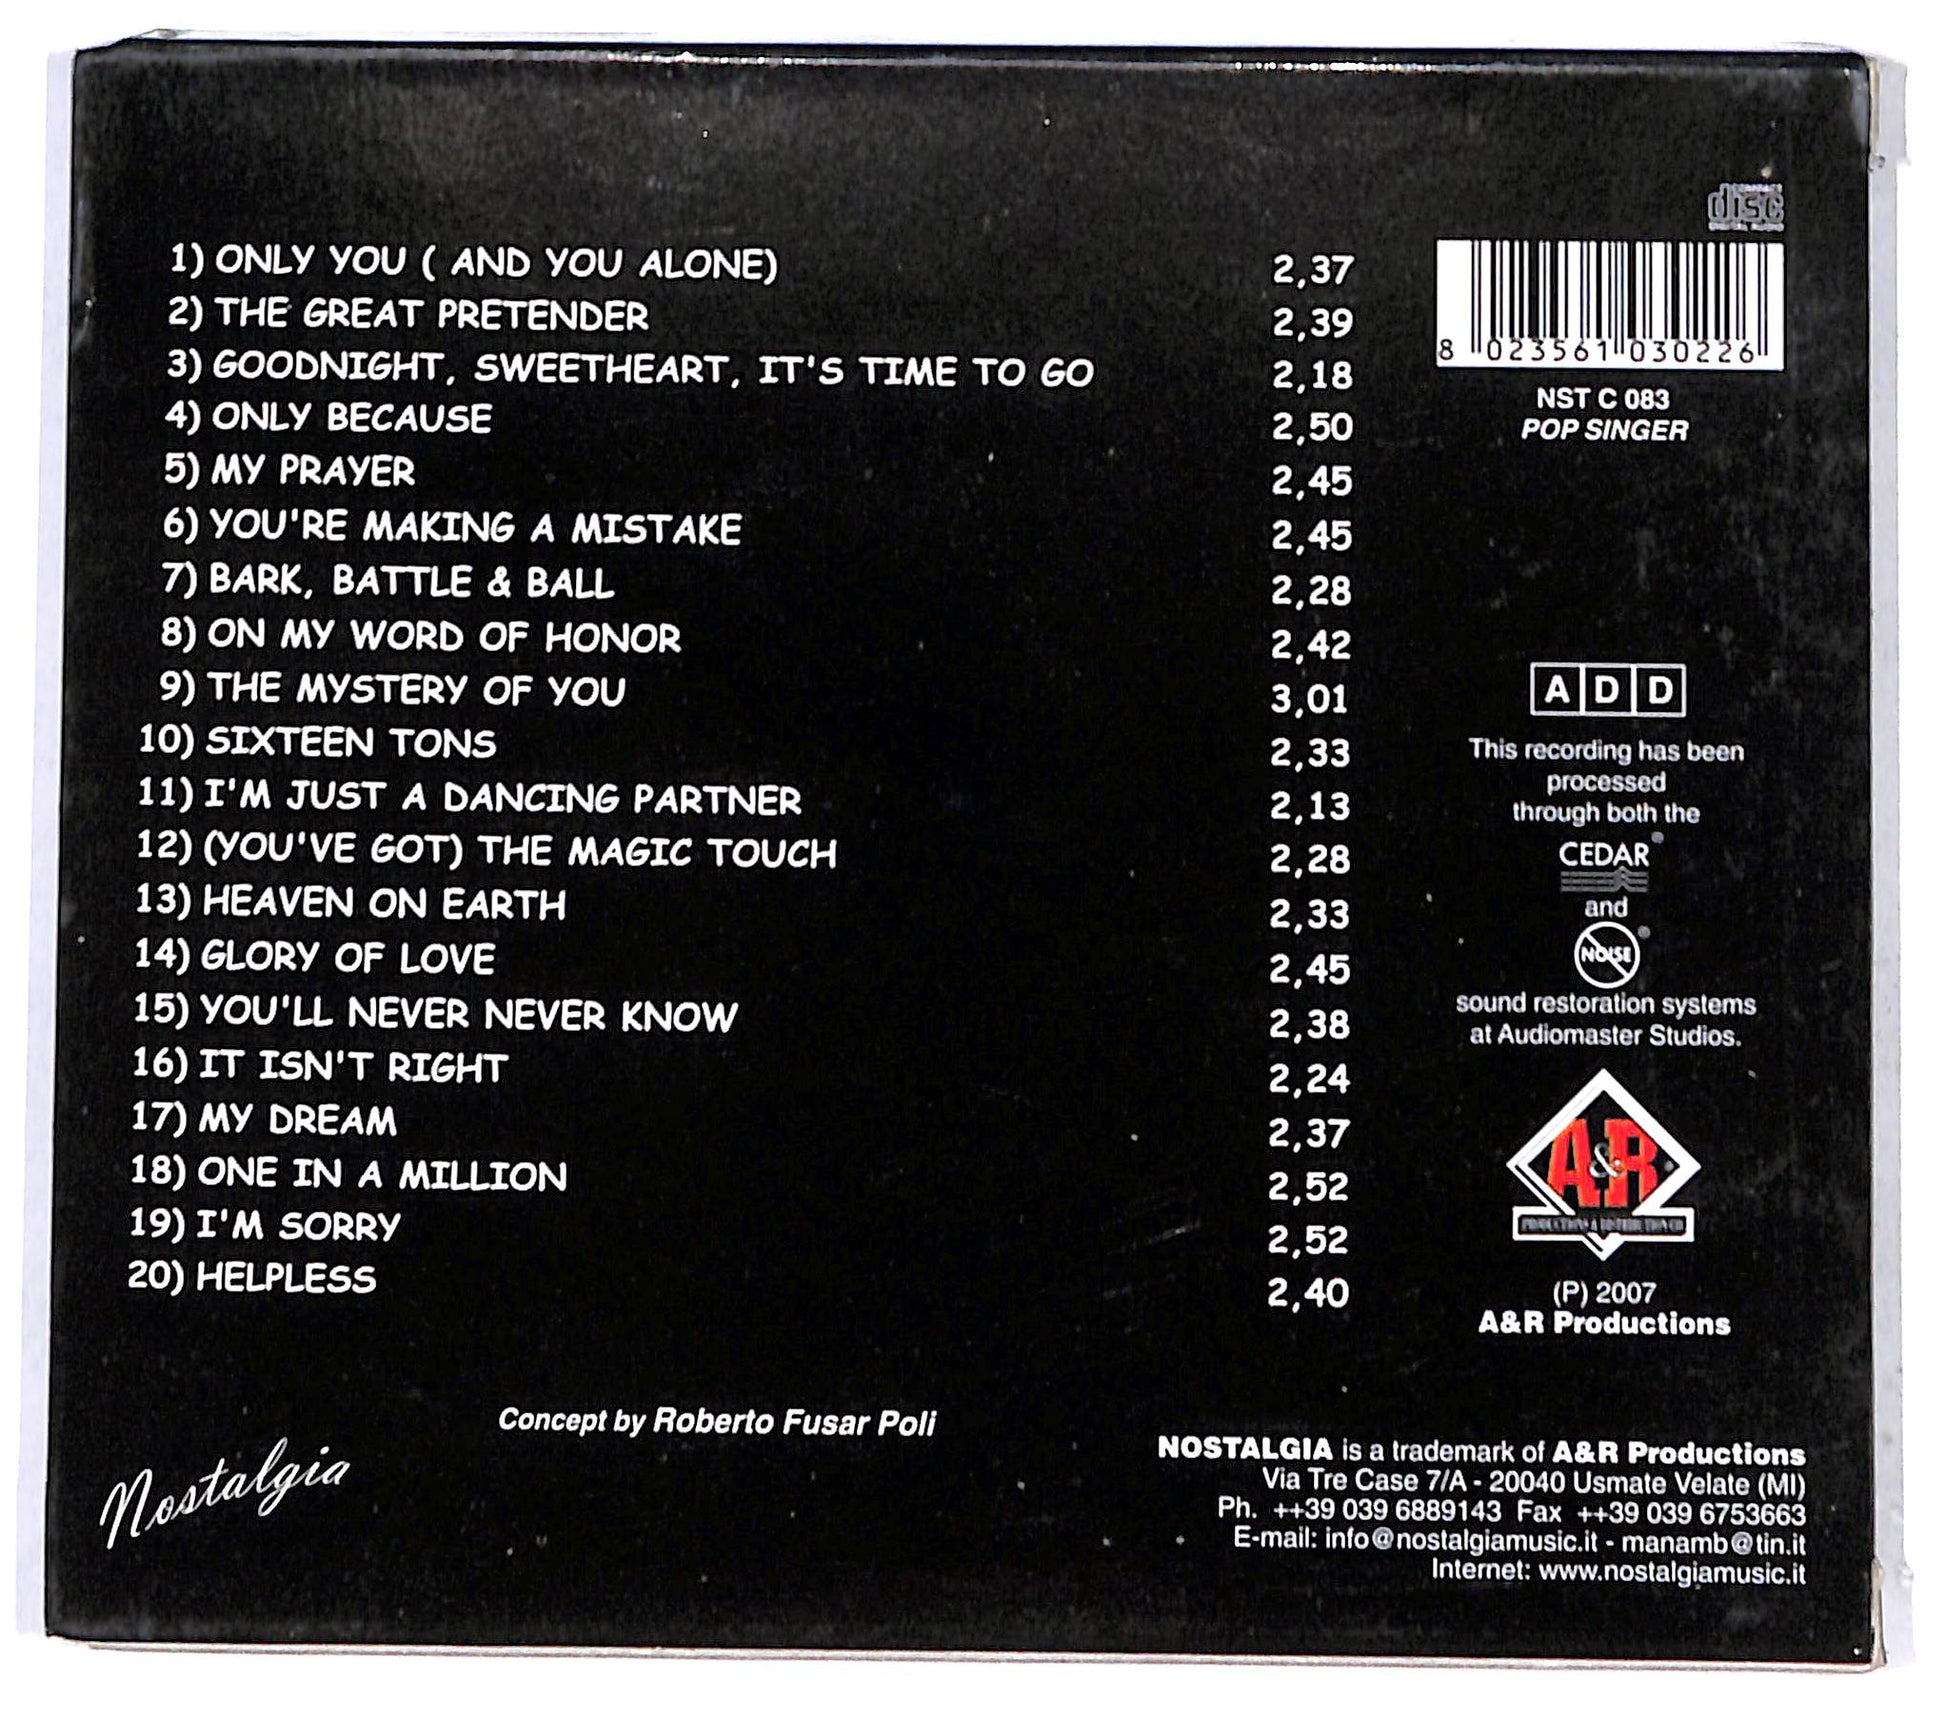 COMPACT
disc
DIGITAL AUDIO
1) ONLY YOU ( AND YOU ALONE) 2,37
2) THE GREAT PRETENDER 2,39
3) GOODNIGHT, SWEETHEART, IT'S TIME TO GO 2,18
4) ONLY BECAUSE 2,50
5) MY PRAYER 2,45
6) YOU'RE MAKING A MISTAKE 2,45
7) BARK, BATTLE & BALL 2,28
8) ON MY WORD OF HONOR 2,42
9) THE MYSTERY OF YOU 3,01
10) SIXTEEN TONS 2,33
11) I'M JUST A DANCING PARTNER 2,13
12) (YOU'VE GOT) THE MAGIC TOUCH 2,28
13) HEAVEN ON EARTH 2,33
14) GLORY OF LOVE 2,45
15) YOU'LL NEVER NEVER KNOW 2,38
16) IT ISN'T RIGHT 2,24
17) MY DREAM 2,37
18) ONE IN A MILLION 2,52
19) I'M SORRY 2,52
20) HELPLESS 2,40
8 023561 030226
NST C 083
POP SINGER
A D D
This recording has been
processed
through both the
CEDAR®
and
NOISE®
sound restoration systems
at Audiomaster Studios.
A&R
PRODUCTIONS & DISTRIBUTION CO
(P) 2007
A&R Productions
Concept by Roberto Fusar Poli
Nostalgia
NOSTALGIA is a trademark of A&R Productions
Via Tre Case 7/A - 20040 Usmate Velate (MI)
Ph. ++39 039 6889143 Fax ++39 039 6753663
E-mail: info@nostalgiamusic.it - manamb@tin.it
Internet: www.nostalgiamusic.it